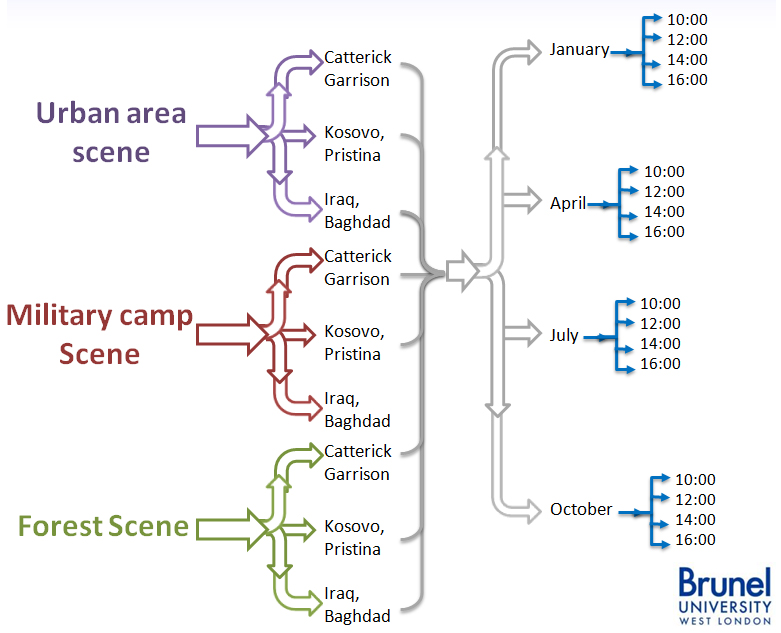 Urban area
scene
Catterick
Garrison
Kosovo,
Pristina
Iraq,
Baghdad
Military camp
Scene
Catterick
Garrison
Kosovo,
Pristina
Iraq,
Baghdad
Forest Scene
Catterick
Garrison
Kosovo,
Pristina
Iraq,
Baghdad
January
10:00
12:00
14:00
16:00
April
10:00
12:00
14:00
16:00
July
10:00
12:00
14:00
16:00
October
10:00
12:00
14:00
16:00
Brunel
UNIVERSITY
WEST LONDON